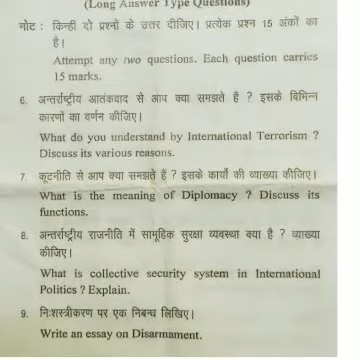 (Long Answer Type Questions)
नोट : किन्हीं दो प्रश्नों के उत्तर दीजिए। प्रत्येक प्रश्न 15 अंकों का
है।
Attempt any two questions. Each question carries
15 marks.
6. अन्तर्राष्ट्रीय आतंकवाद से आप क्या समझते हैं ? इसके विभिन्न
कारणों का वर्णन कीजिए।
What do you understand by International Terrorism ?
Discuss its various reasons.
7. कूटनीति से आप क्या समझते हैं ? इसके कार्यों की व्याख्या कीजिए।
What is the meaning of Diplomacy ? Discuss its
functions.
8. अन्तर्राष्ट्रीय राजनीति में सामूहिक सुरक्षा व्यवस्था क्या है ? व्याख्या
कीजिए।
What is collective security system in International
Politics ? Explain.
9. निःशस्त्रीकरण पर एक निबन्ध लिखिए।
Write an essay on Disarmament.